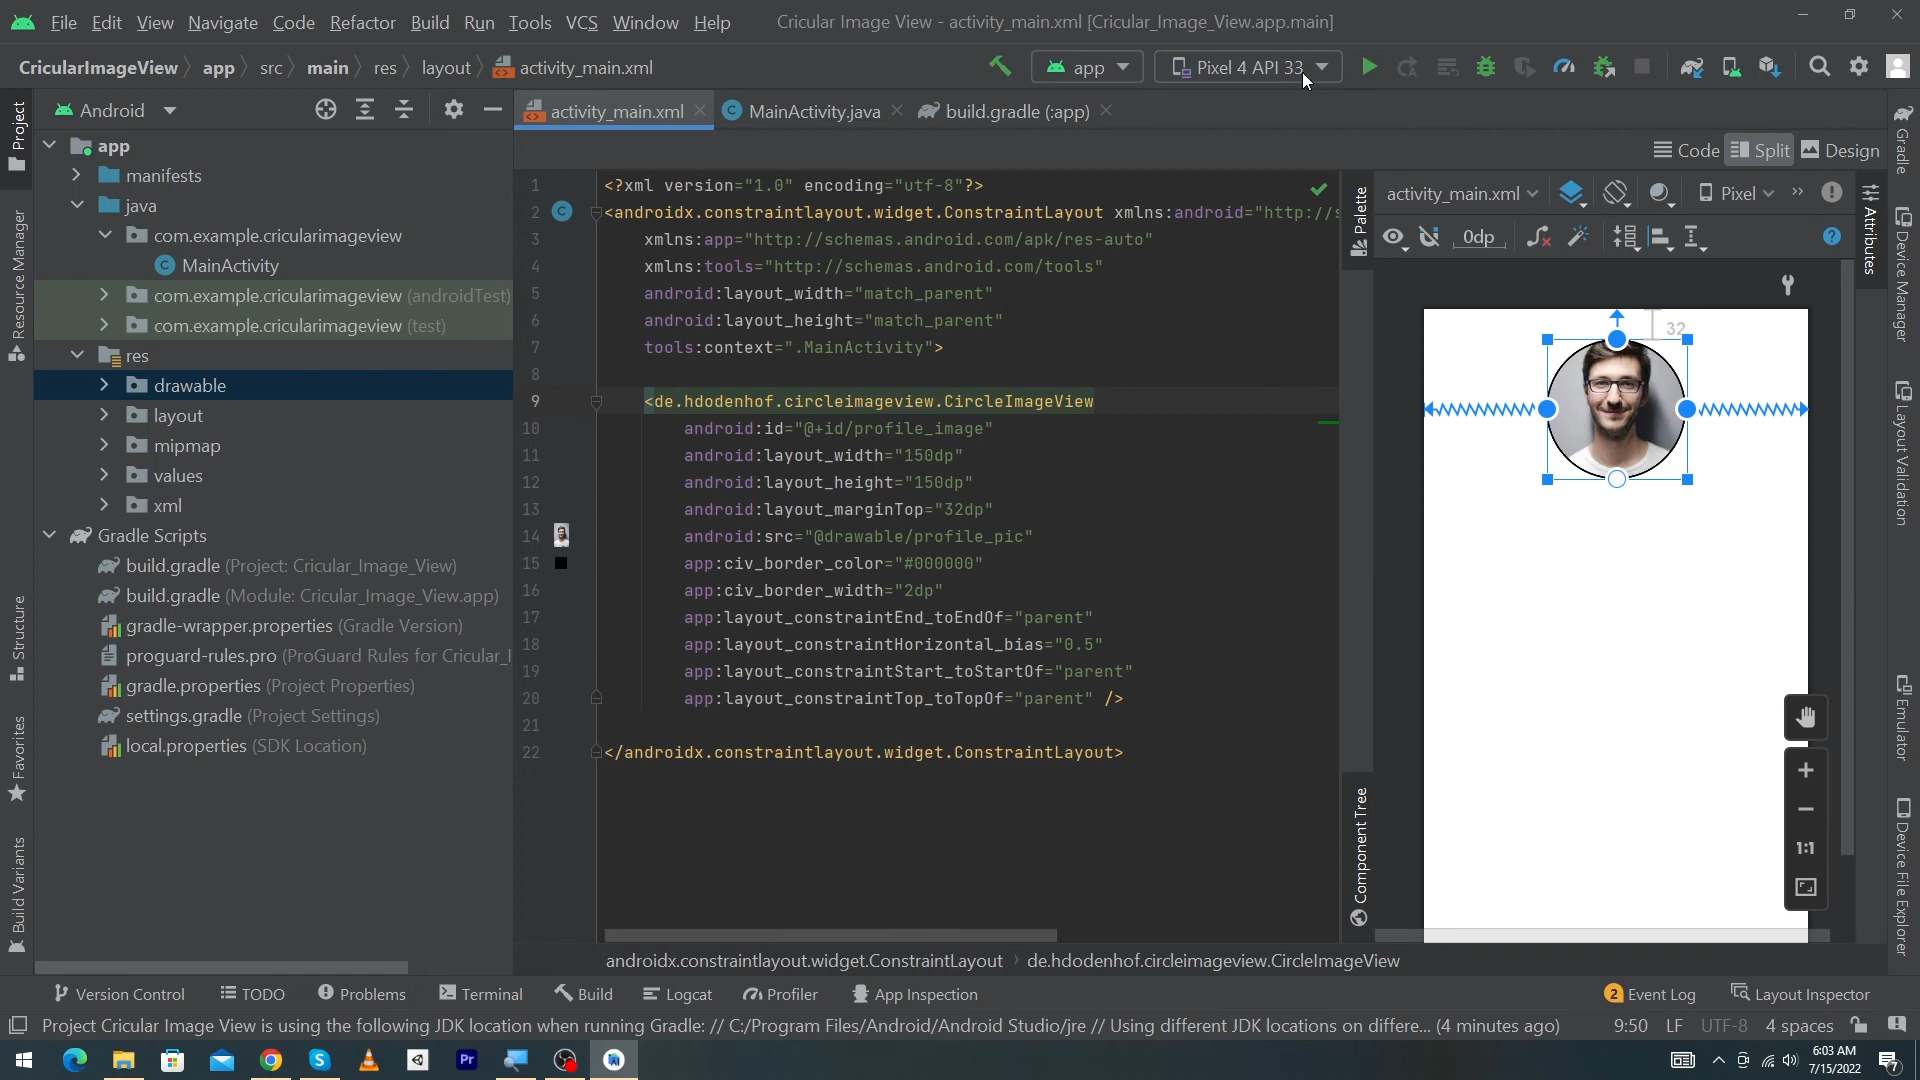 File Edit View Navigate Code Refactor Build Run Tools VCS Window Help Cricular Image View - activity_main.xml [Cricular_Image_View.app.main]
CricularImageView app src main res layout activity_main.xml app Pixel 4 API 33
Android activity_main.xml MainActivity.java build.gradle (:app)
Code Split Design
activity_main.xml Pixel
0dp
app
manifests
java
com.example.cricularimageview
MainActivity
com.example.cricularimageview (androidTest)
com.example.cricularimageview (test)
res
drawable
layout
mipmap
values
xml
Gradle Scripts
build.gradle (Project: Cricular_Image_View)
build.gradle (Module: Cricular_Image_View.app)
gradle-wrapper.properties (Gradle Version)
proguard-rules.pro (ProGuard Rules for Cricular_I
gradle.properties (Project Properties)
settings.gradle (Project Settings)
local.properties (SDK Location)
1 <?xml version="1.0" encoding="utf-8"?>
2 <androidx.constraintlayout.widget.ConstraintLayout xmlns:android="http://s
3 xmlns:app="http://schemas.android.com/apk/res-auto"
4 xmlns:tools="http://schemas.android.com/tools"
5 android:layout_width="match_parent"
6 android:layout_height="match_parent"
7 tools:context=".MainActivity">
8
9 <de.hdodenhof.circleimageview.CircleImageView
10 android:id="@+id/profile_image"
11 android:layout_width="150dp"
12 android:layout_height="150dp"
13 android:layout_marginTop="32dp"
14 android:src="@drawable/profile_pic"
15 app:civ_border_color="#000000"
16 app:civ_border_width="2dp"
17 app:layout_constraintEnd_toEndOf="parent"
18 app:layout_constraintHorizontal_bias="0.5"
19 app:layout_constraintStart_toStartOf="parent"
20 app:layout_constraintTop_toTopOf="parent" />
21
22 </androidx.constraintlayout.widget.ConstraintLayout>
32
1:1
Project
Resource Manager
Structure
Favorites
Build Variants
Palette
Component Tree
Attributes
Gradle
Device Manager
Layout Validation
Emulator
Device File Explorer
androidx.constraintlayout.widget.ConstraintLayout de.hdodenhof.circleimageview.CircleImageView
Version Control TODO Problems Terminal Build Logcat Profiler App Inspection 2 Event Log Layout Inspector
Project Cricular Image View is using the following JDK location when running Gradle: // C:/Program Files/Android/Android Studio/jre // Using different JDK locations on differe... (4 minutes ago) 9:50 LF UTF-8 4 spaces
6:03 AM
7/15/2022
7